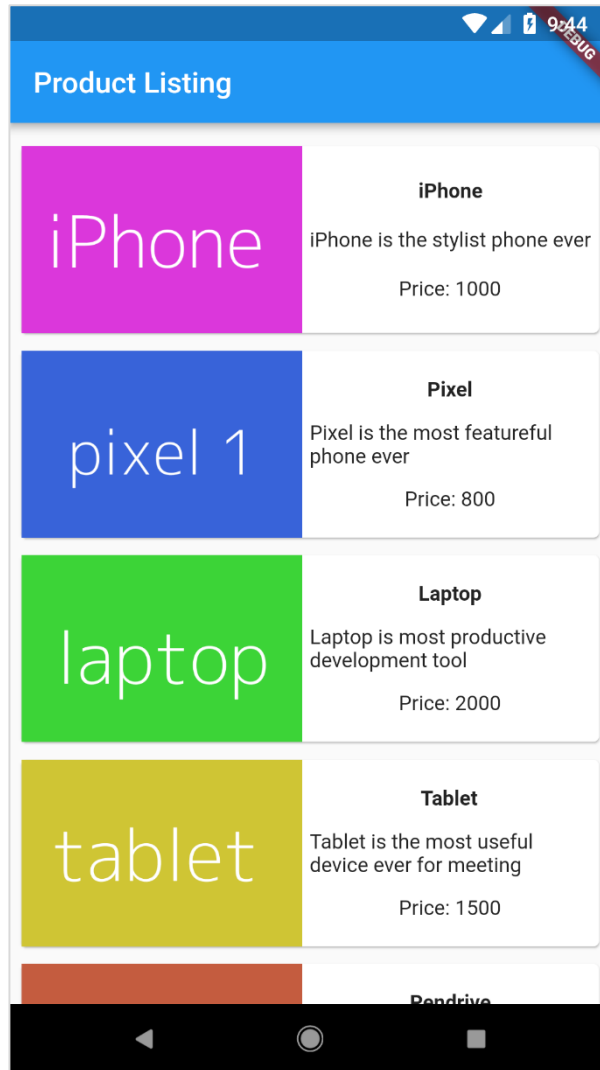 9:44
DEBUG
Product Listing
iPhone
iPhone
iPhone is the stylist phone ever
Price: 1000
pixel 1
Pixel
Pixel is the most featureful
phone ever
Price: 800
laptop
Laptop
Laptop is most productive
development tool
Price: 2000
tablet
Tablet
Tablet is the most useful
device ever for meeting
Price: 1500
Pendrive